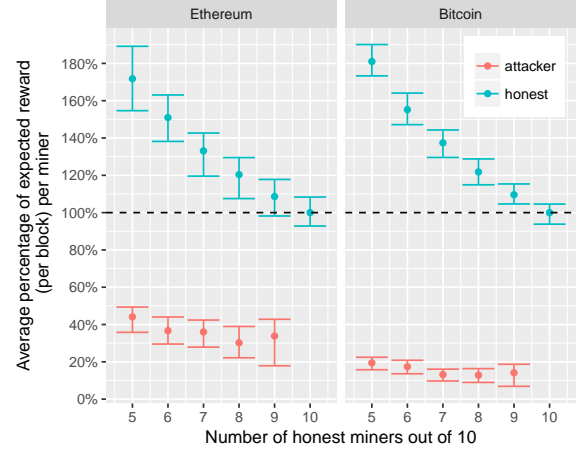 Ethereum
Bitcoin
Average percentage of expected reward
(per block) per miner
180%
160%
140%
120%
100%
80%
60%
40%
20%
0%
attacker
honest
5 6 7 8 9 10
5 6 7 8 9 10
Number of honest miners out of 10